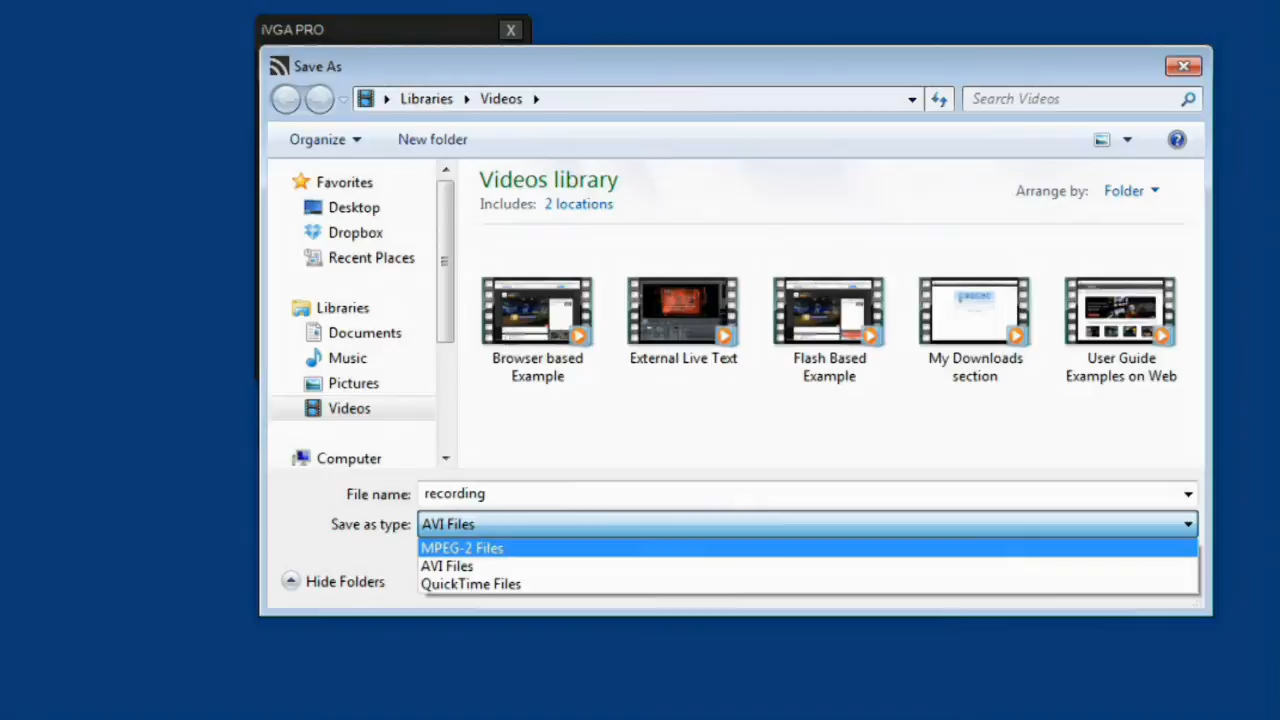 iVGA PRO
X
Save As
Libraries Videos
Search Videos
Organize
New folder
Favorites
Desktop
Dropbox
Recent Places
Libraries
Documents
Music
Pictures
Videos
Computer
Videos library
Includes: 2 locations
Arrange by: Folder
Browser based
Example
External Live Text
Flash Based
Example
My Downloads
section
User Guide
Examples on Web
File name: recording
Save as type: AVI Files
MPEG-2 Files
AVI Files
QuickTime Files
Hide Folders